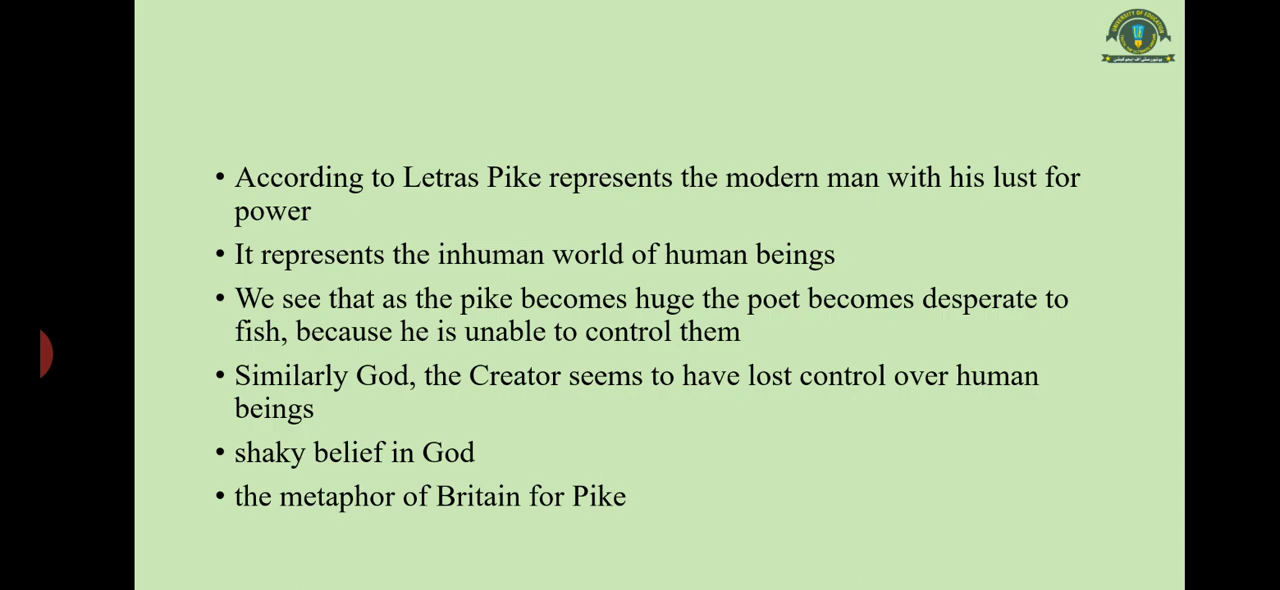 UNIVERSITY OF EDUCATION
• According to Letras Pike represents the modern man with his lust for
power
• It represents the inhuman world of human beings
• We see that as the pike becomes huge the poet becomes desperate to
fish, because he is unable to control them
• Similarly God, the Creator seems to have lost control over human
beings
• shaky belief in God
• the metaphor of Britain for Pike